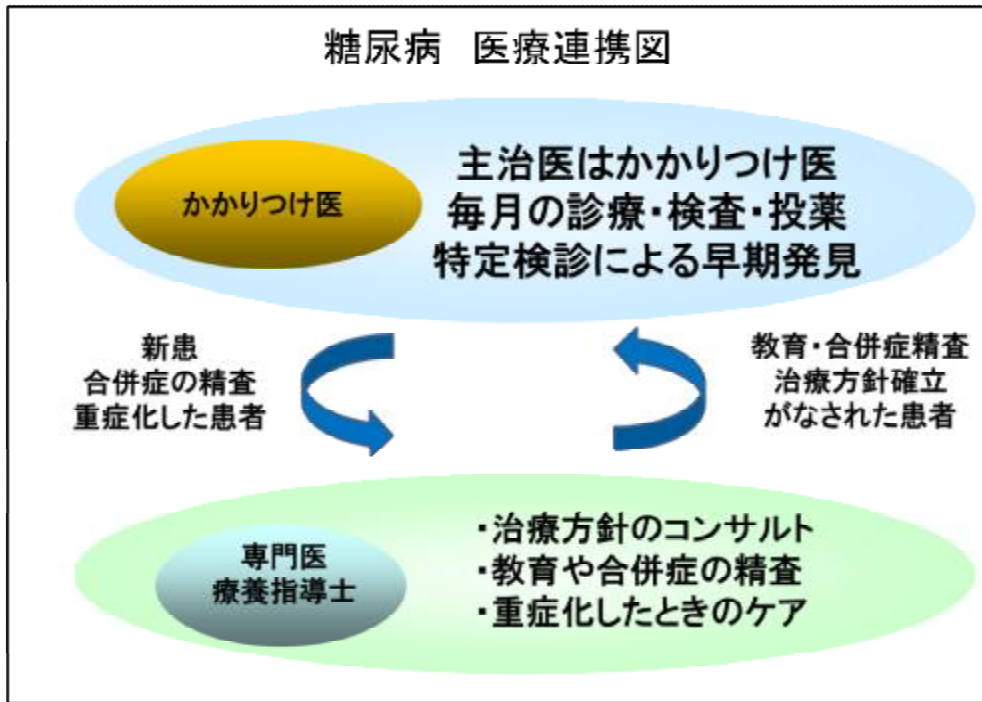 糖尿病　医療連携図
かかりつけ医
主治医はかかりつけ医
毎月の診療・検査・投薬
特定検診による早期発見
新患
合併症の精査
重症化した患者
教育・合併症精査
治療方針確立
がなされた患者
専門医
療養指導士
・治療方針のコンサルト
・教育や合併症の精査
・重症化したときのケア